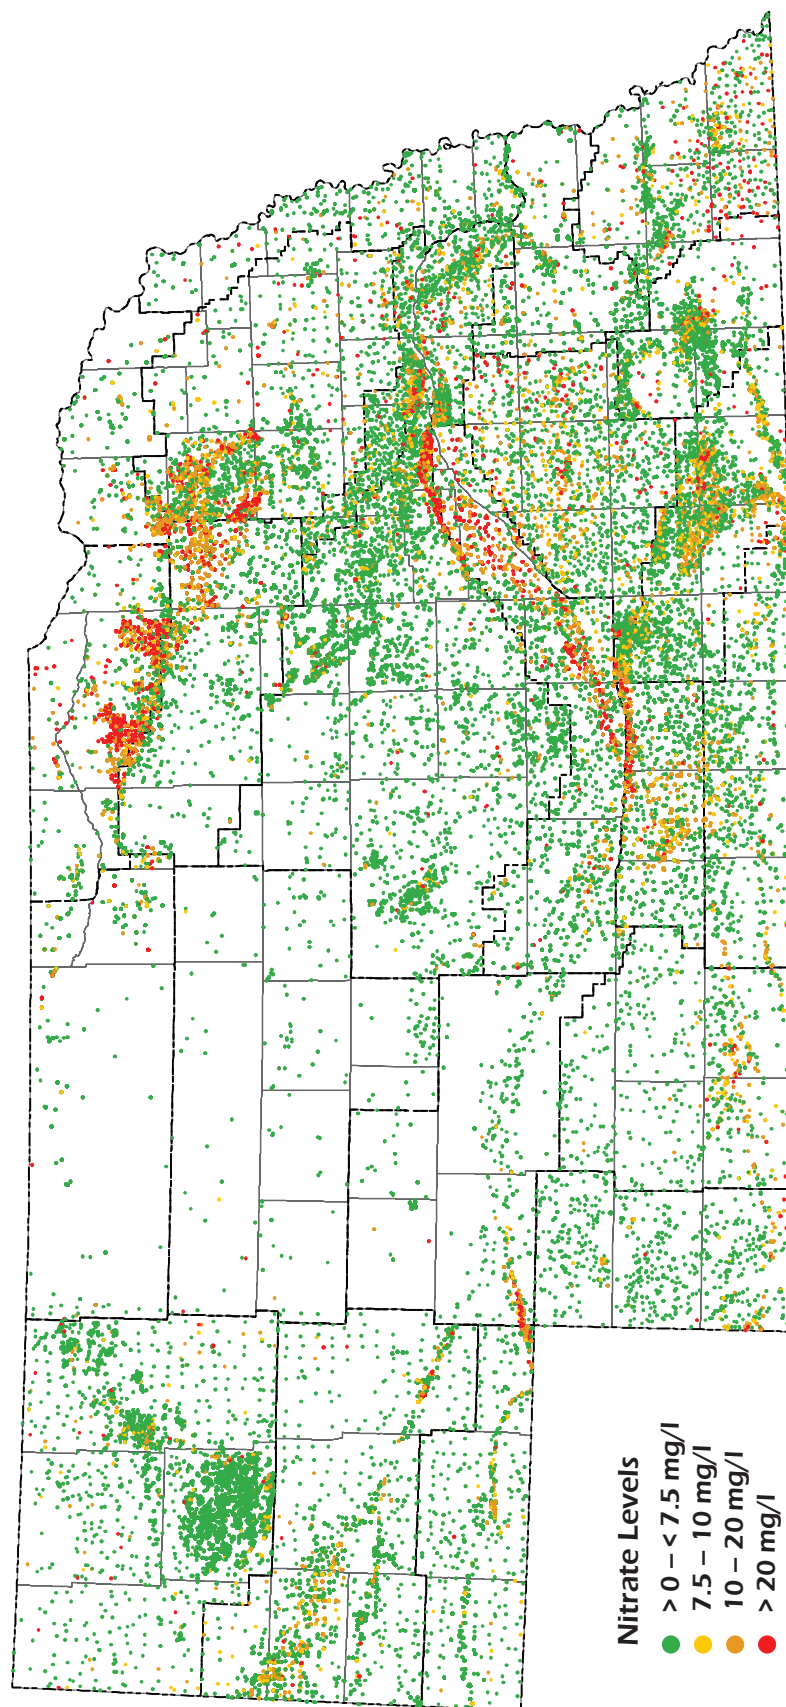 Nitrate Levels
> 0 – < 7.5 mg/l
7.5 – 10 mg/l
10 – 20 mg/l
> 20 mg/l